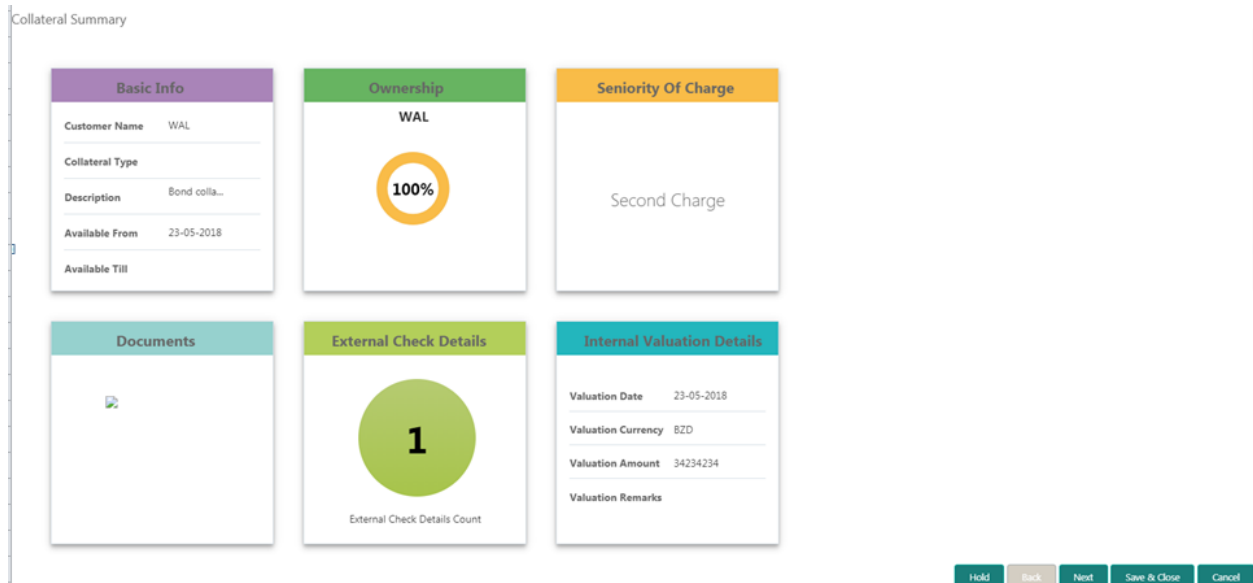 Collateral Summary
Basic Info
Customer Name WAL
Collateral Type
Description Bond colla...
Available From 23-05-2018
Available Till
Ownership
WAL
100%
Seniority Of Charge
Second Charge
Documents
External Check Details
1
External Check Details Count
Internal Valuation Details
Valuation Date 23-05-2018
Valuation Currency BZD
Valuation Amount 34234234
Valuation Remarks
Hold Back Next Save & Close Cancel